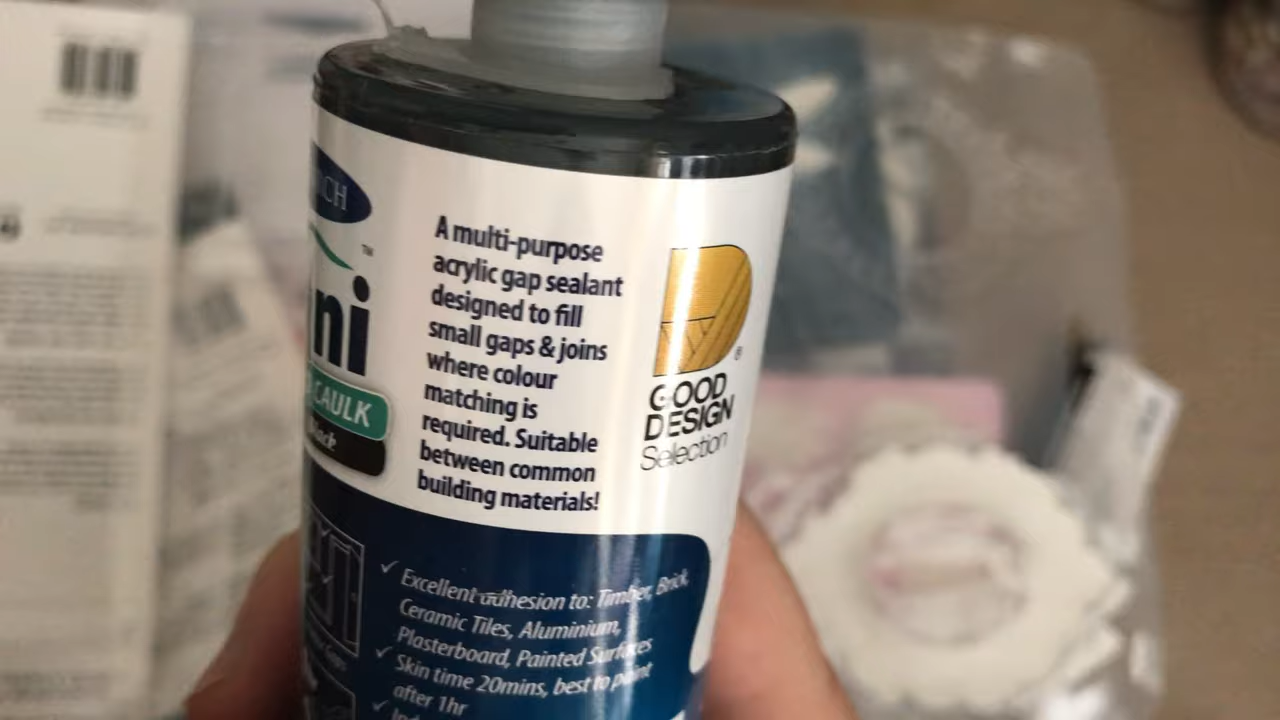 ACH
™
ni
CAULK
Black
A multi-purpose
acrylic gap sealant
designed to fill
small gaps & joins
where colour
matching is
required. Suitable
between common
building materials!
®
GOOD
DESIGN
Selection
✓ Excellent adhesion to: Timber, Brick,
Ceramic Tiles, Aluminium,
Plasterboard, Painted Surfaces
✓ Skin time 20mins, best to paint
after 1hr